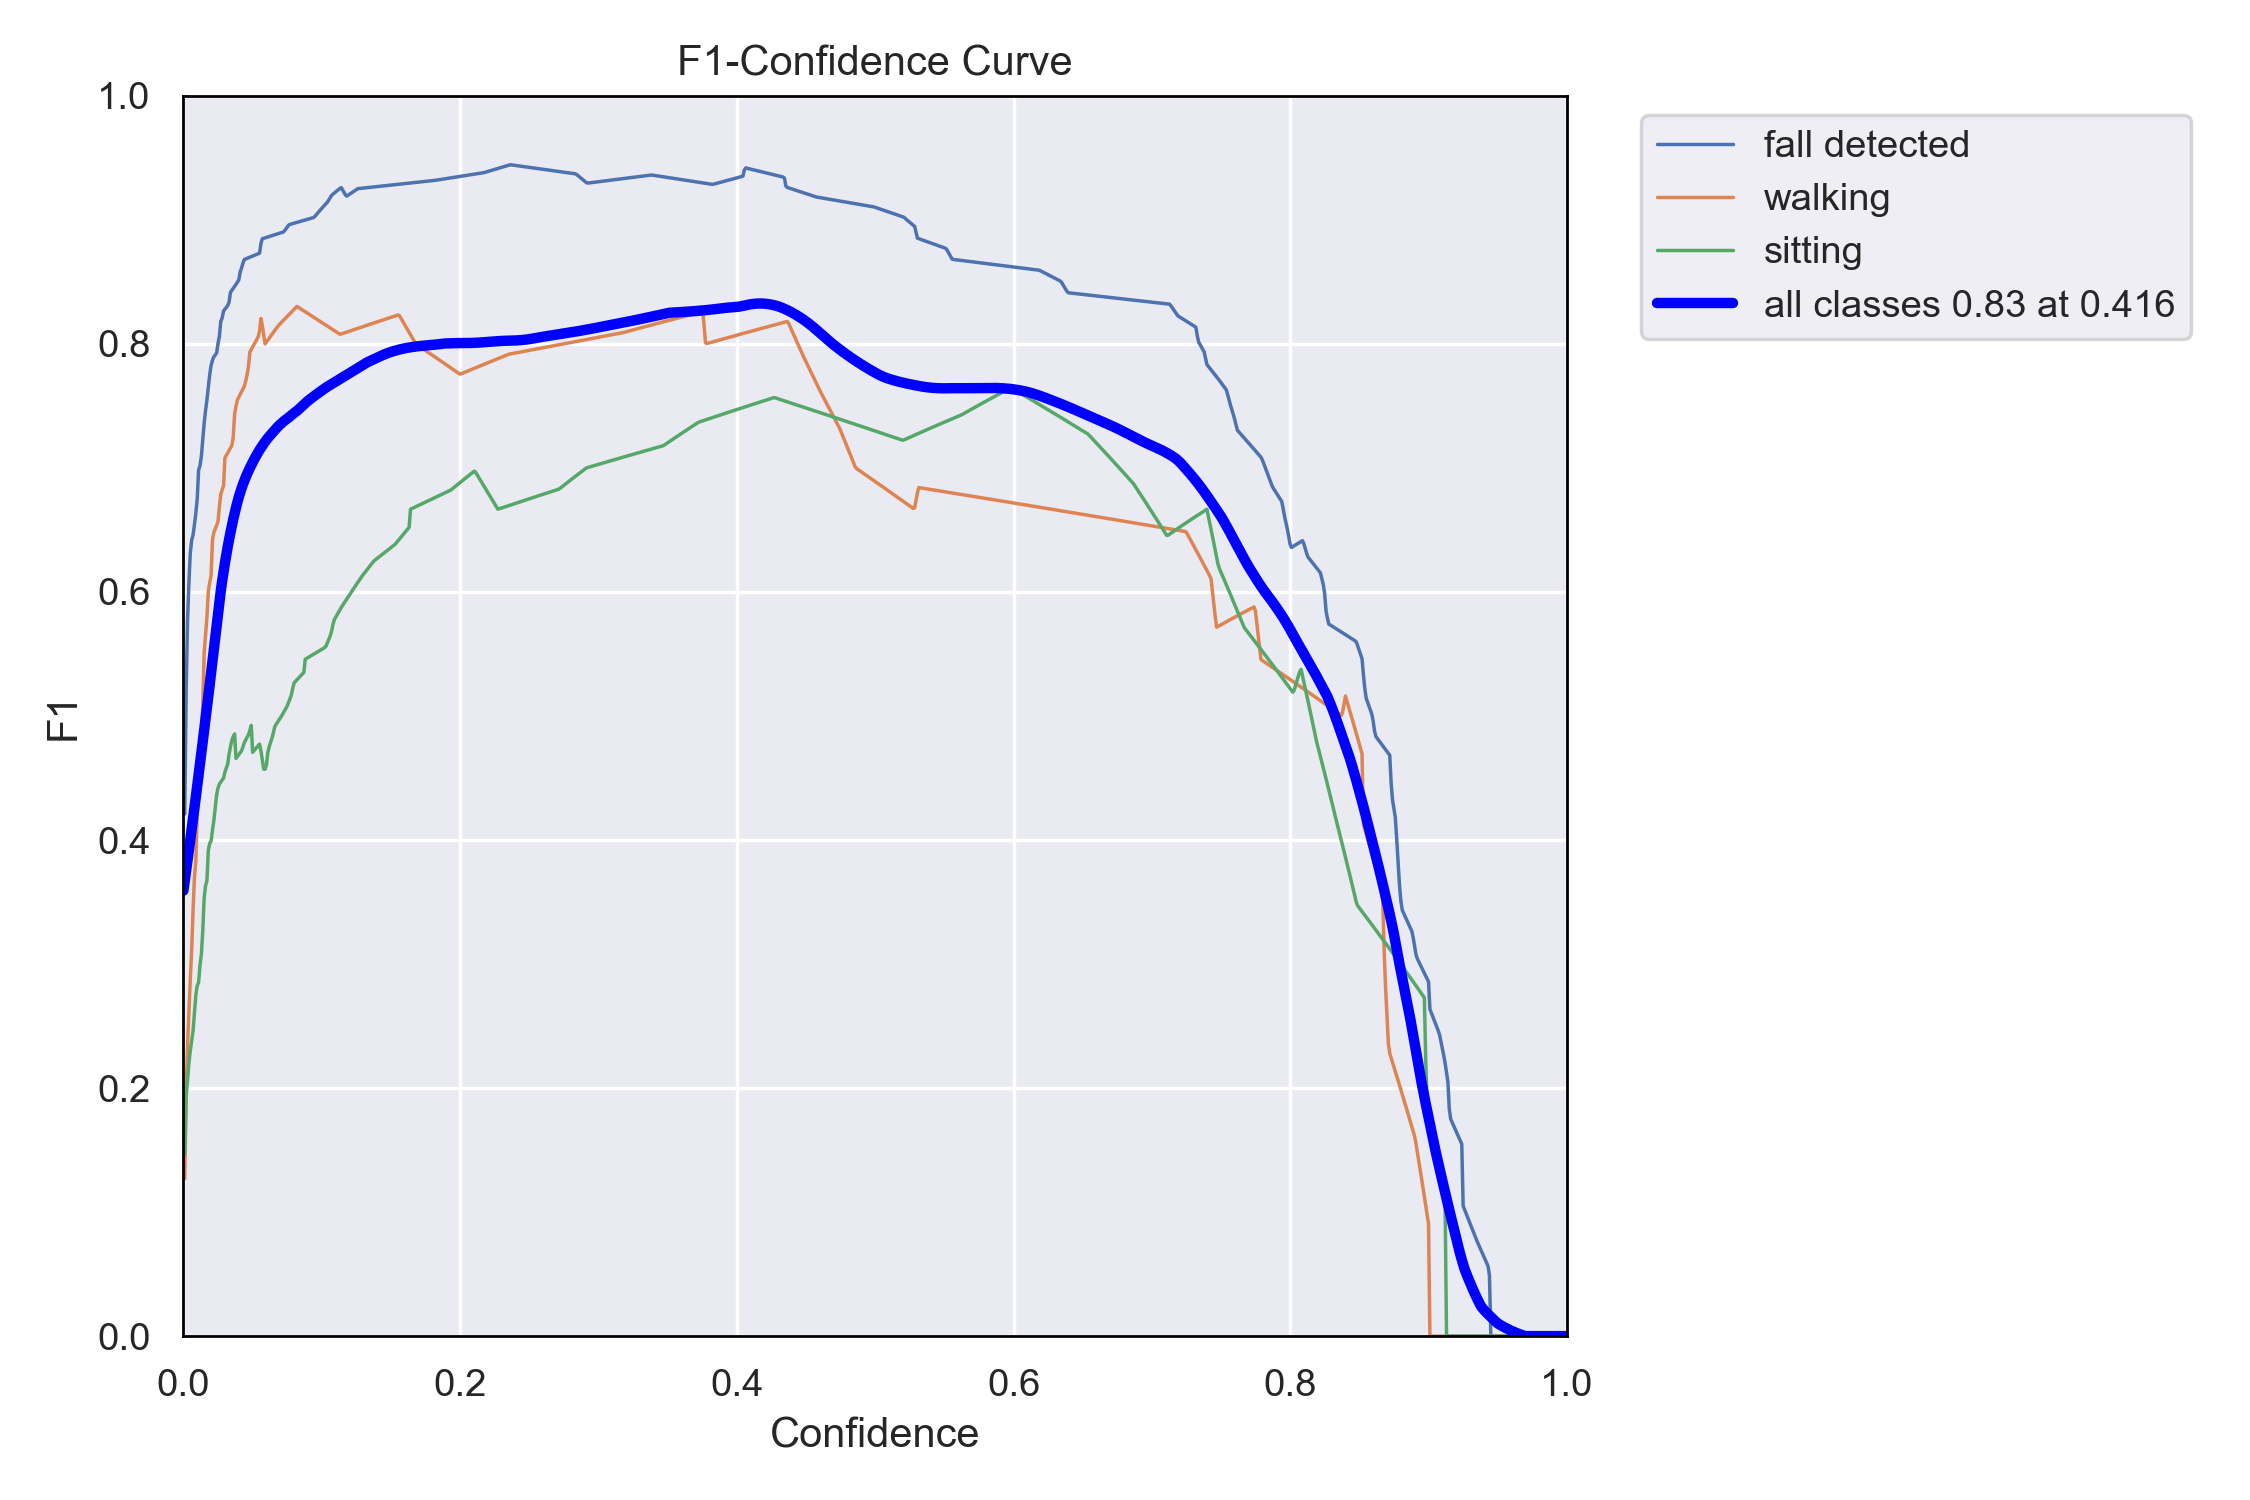 F1-Confidence Curve
1.0
0.8
0.6
0.4
0.2
0.0
F1
0.0 0.2 0.4 0.6 0.8 1.0
Confidence
fall detected
walking
sitting
all classes 0.83 at 0.416